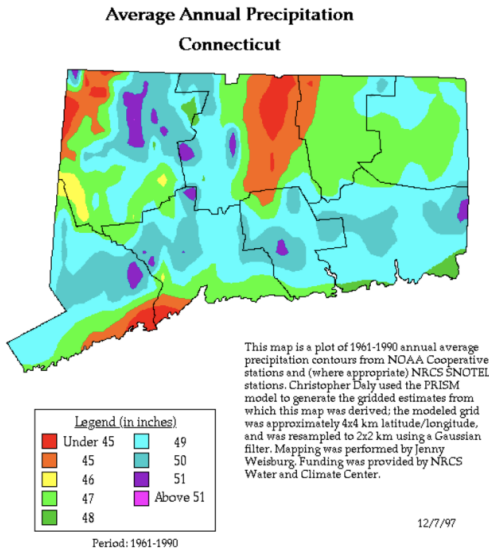 Average Annual Precipitation
Connecticut
This map is a plot of 1961-1990 annual average
precipitation contours from NOAA Cooperative
stations and (where appropriate) NRCS SNOTEL
stations. Christopher Daly used the PRISM
model to generate the gridded estimates from
which this map was derived; the modeled grid
was approximately 4x4 km latitude/longitude,
and was resampled to 2x2 km using a Gaussian
filter. Mapping was performed by Jenny
Weisburg. Funding was provided by NRCS
Water and Climate Center.
12/7/97
Legend (in inches)
Under 45
45
46
47
48
49
50
51
Above 51
Period: 1961-1990